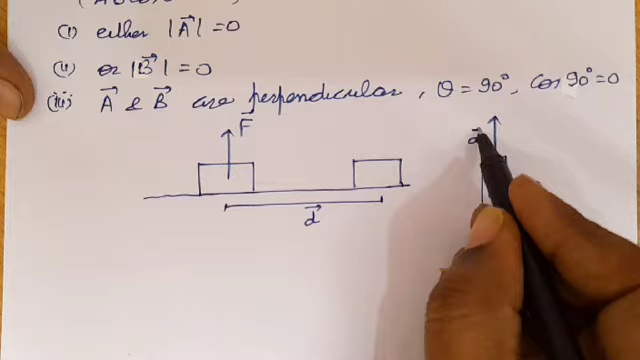 (i) either |A⃗| = 0
(ii) or |B⃗| = 0
(iii) A⃗ & B⃗ are perpendicular, θ = 90°, cos 90° = 0
F⃗
d⃗